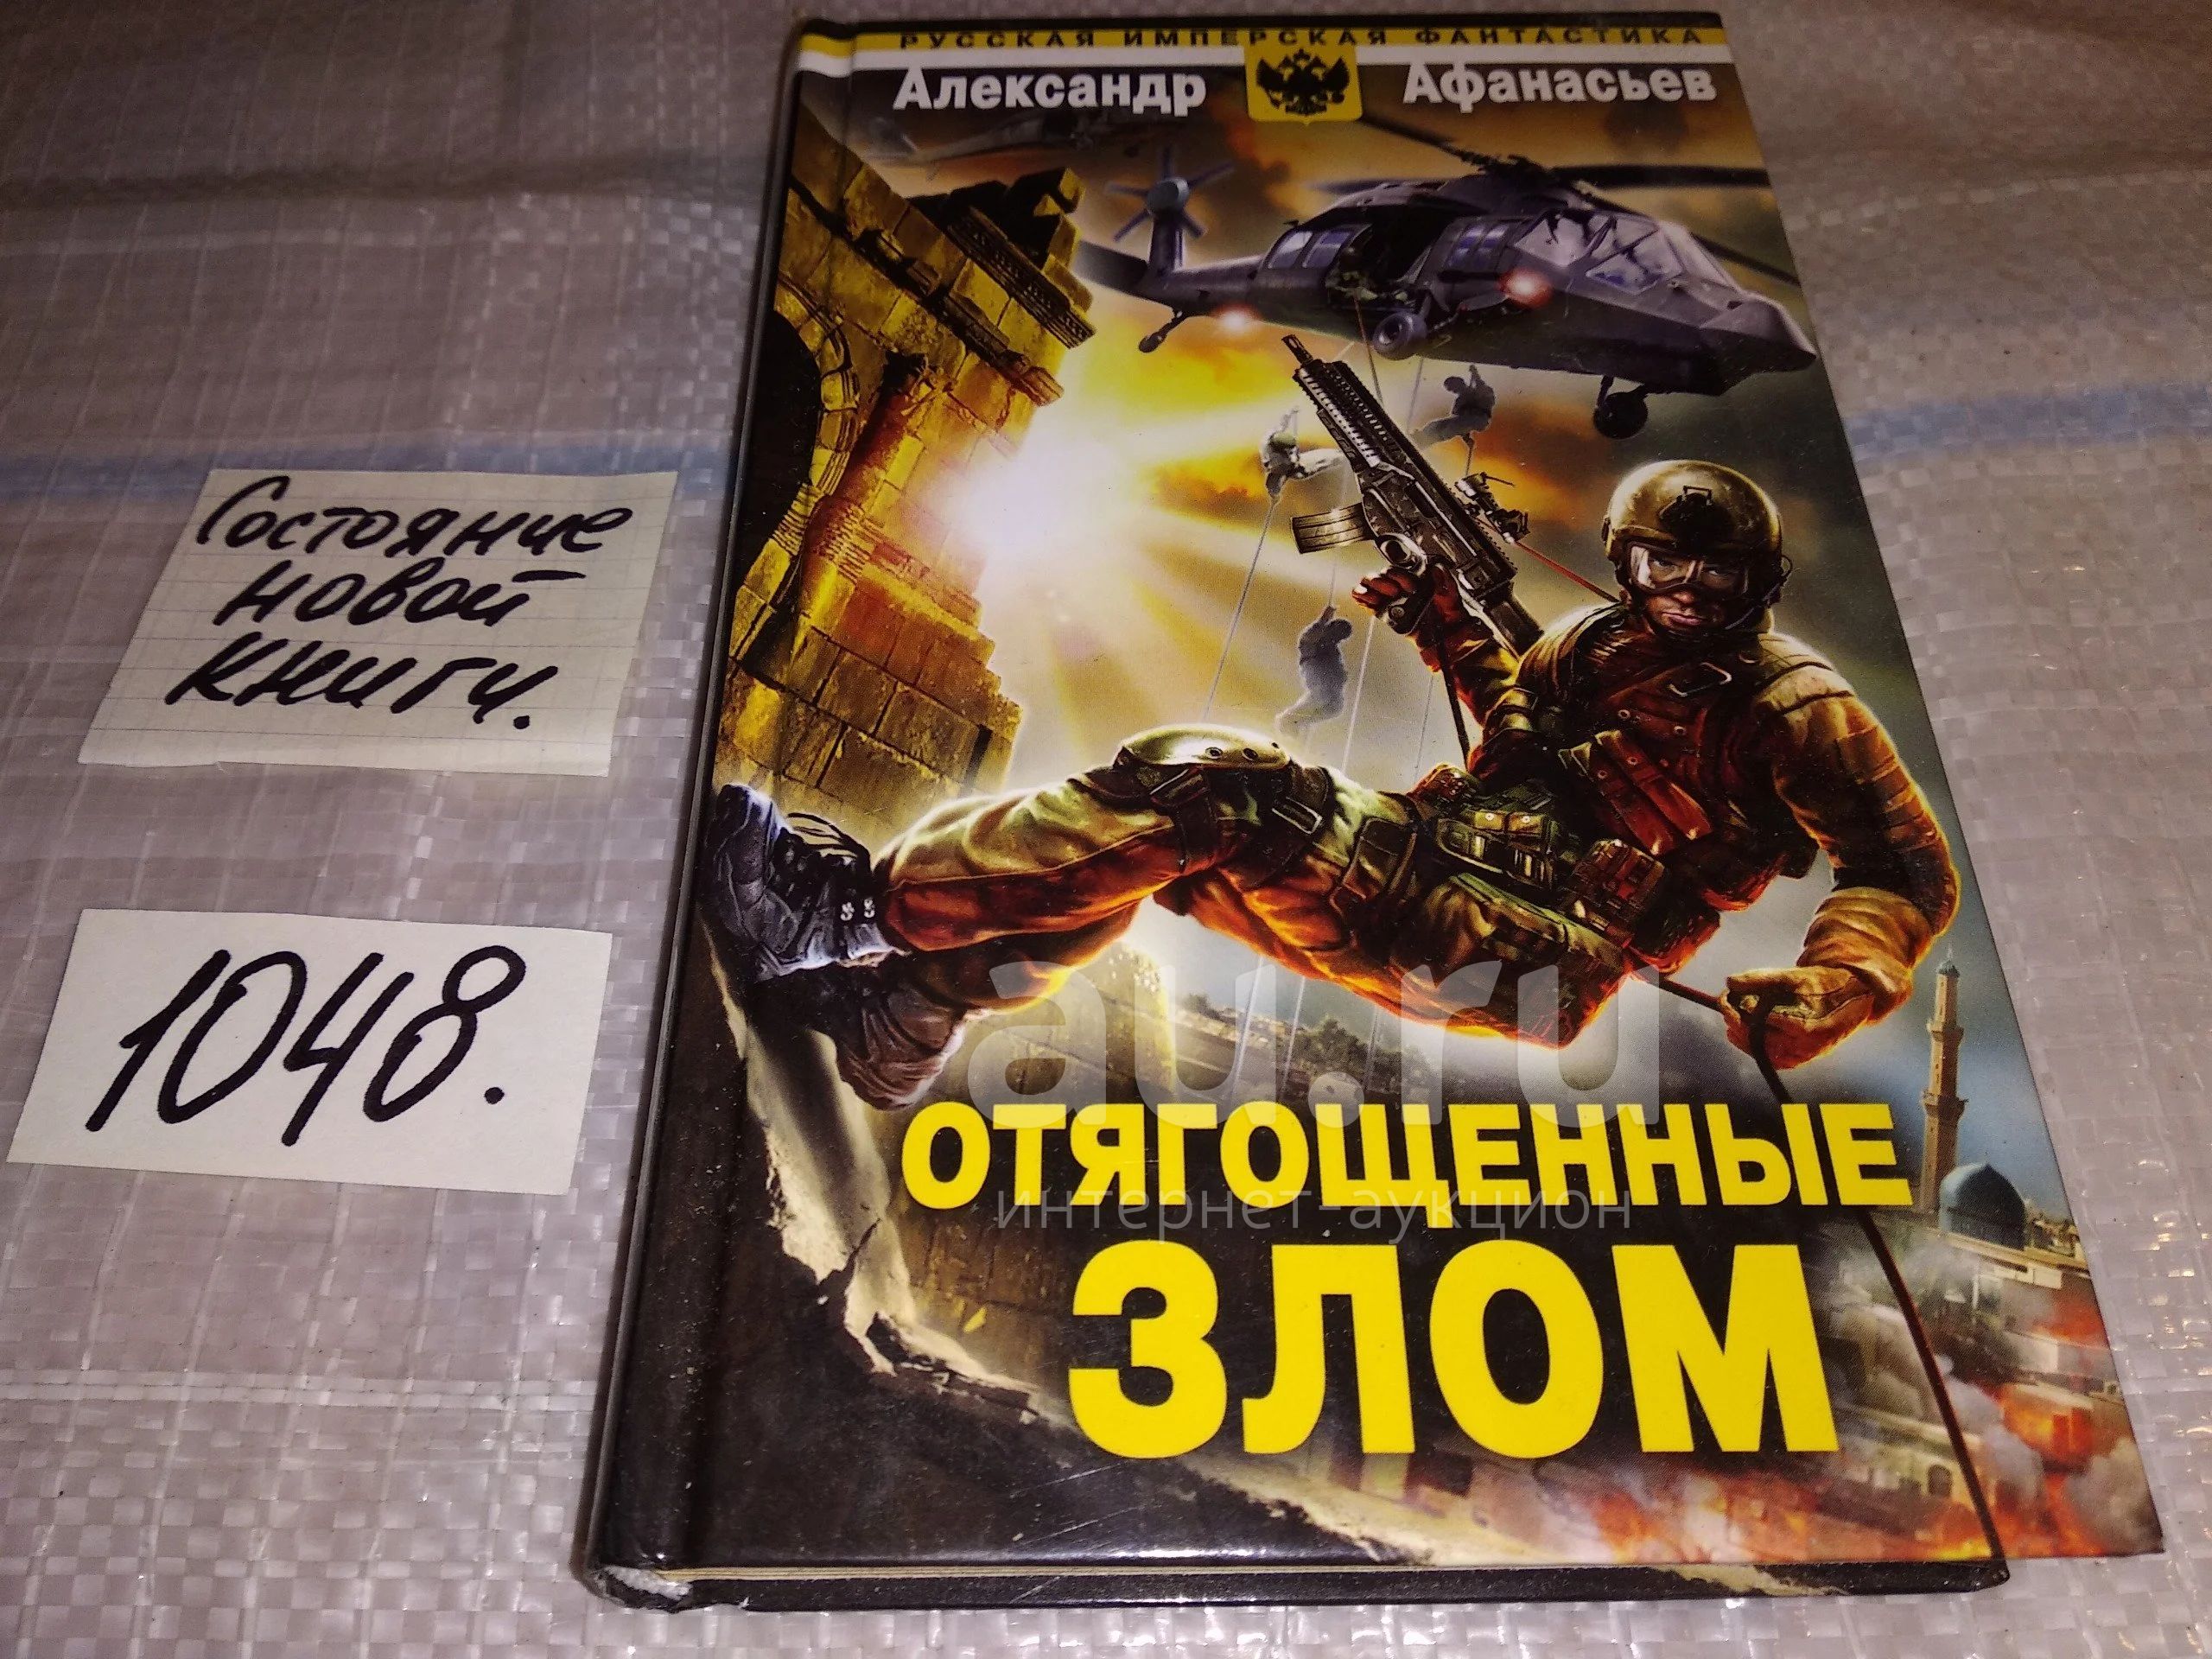 РУССКАЯ ИМПЕРСКАЯ ФАНТАСТИКА
Александр Афанасьев
Состояние
новой
книги.
1048.
au.ru
ОТЯГОЩЕННЫЕ
интернет-аукцион
ЗЛОМ